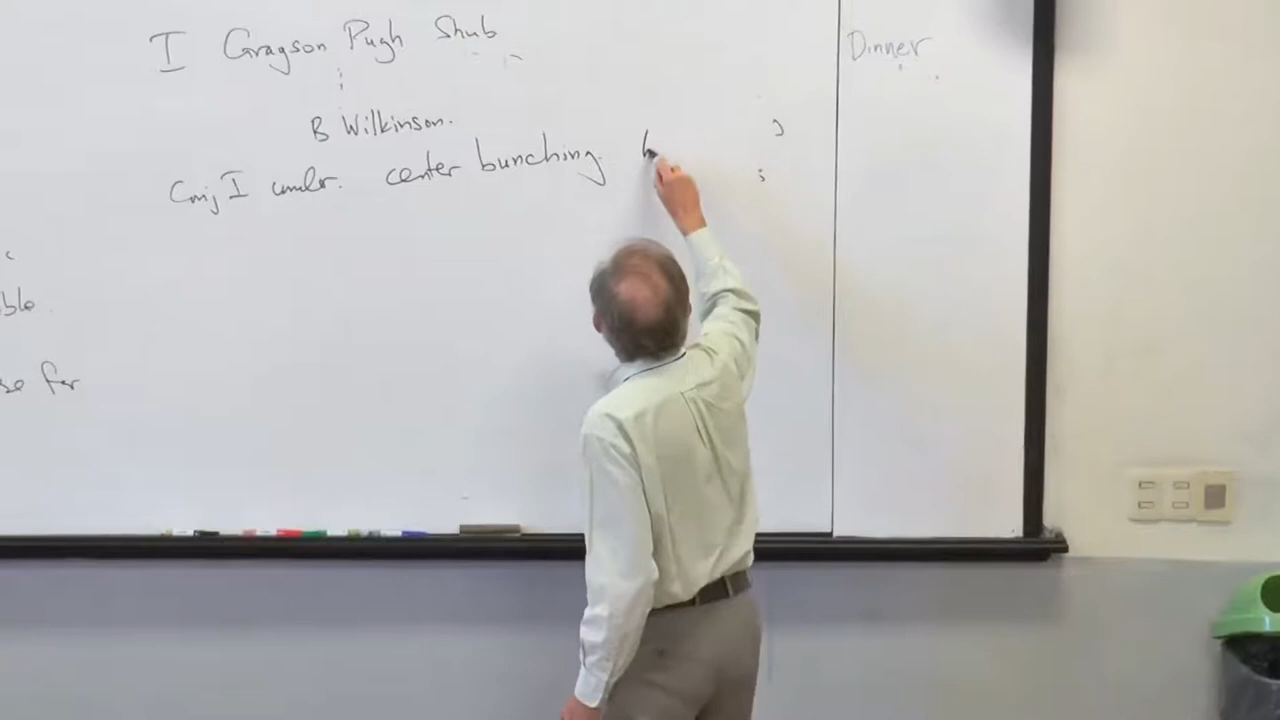 I Grayson Pugh Shub
Dinner
B Wilkinson.
Conj I under. center bunching.
ble
se for